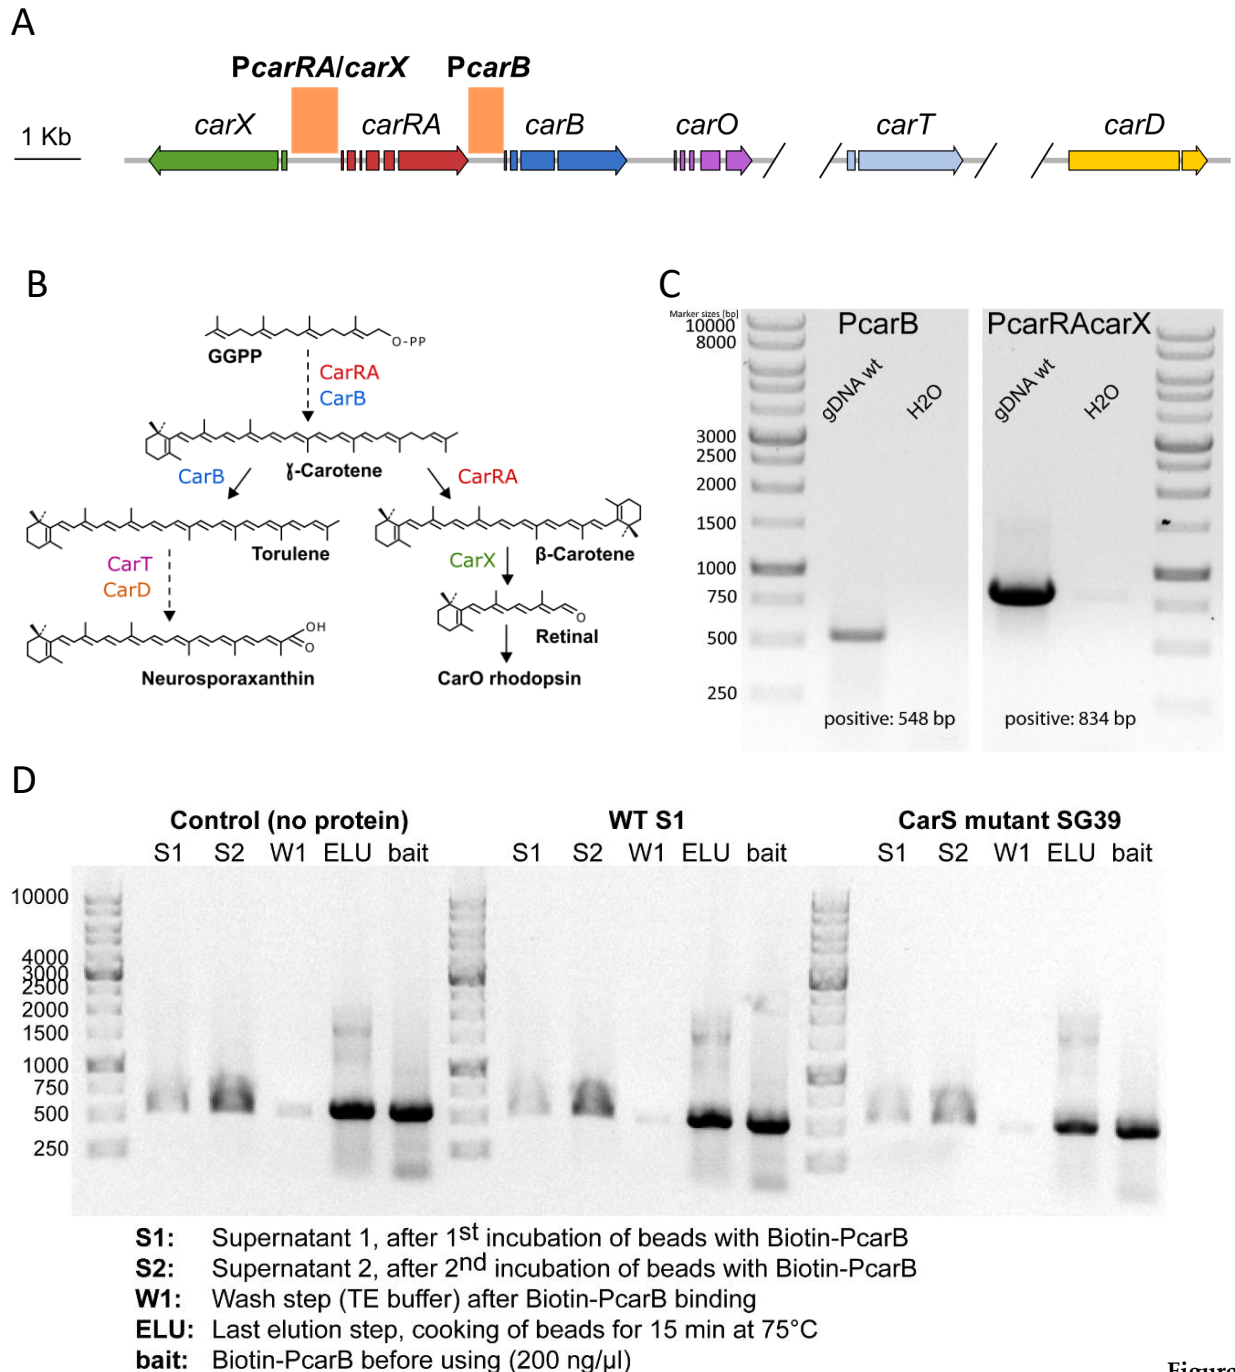 A
PcarRA/carX PcarB
1 Kb
carX carRA carB carO carT carD
B
GGPP
O-PP
CarRA
CarB
ɣ-Carotene
CarB
CarRA
Torulene
β-Carotene
CarT
CarD
CarX
O
Retinal
OH
O
Neurosporaxanthin
CarO rhodopsin
C
Marker sizes [bp]
10000
8000
3000
2500
2000
1500
1000
750
500
250
PcarB
gDNA wt
H2O
positive: 548 bp
PcarRAcarX
gDNA wt
H2O
positive: 834 bp
D
Control (no protein) WT S1 CarS mutant SG39
S1 S2 W1 ELU bait S1 S2 W1 ELU bait S1 S2 W1 ELU bait
10000
4000
3000
2500
2000
1500
1000
750
500
250
S1: Supernatant 1, after 1st incubation of beads with Biotin-PcarB
S2: Supernatant 2, after 2nd incubation of beads with Biotin-PcarB
W1: Wash step (TE buffer) after Biotin-PcarB binding
ELU: Last elution step, cooking of beads for 15 min at 75°C
bait: Biotin-PcarB before using (200 ng/µl)
Figure